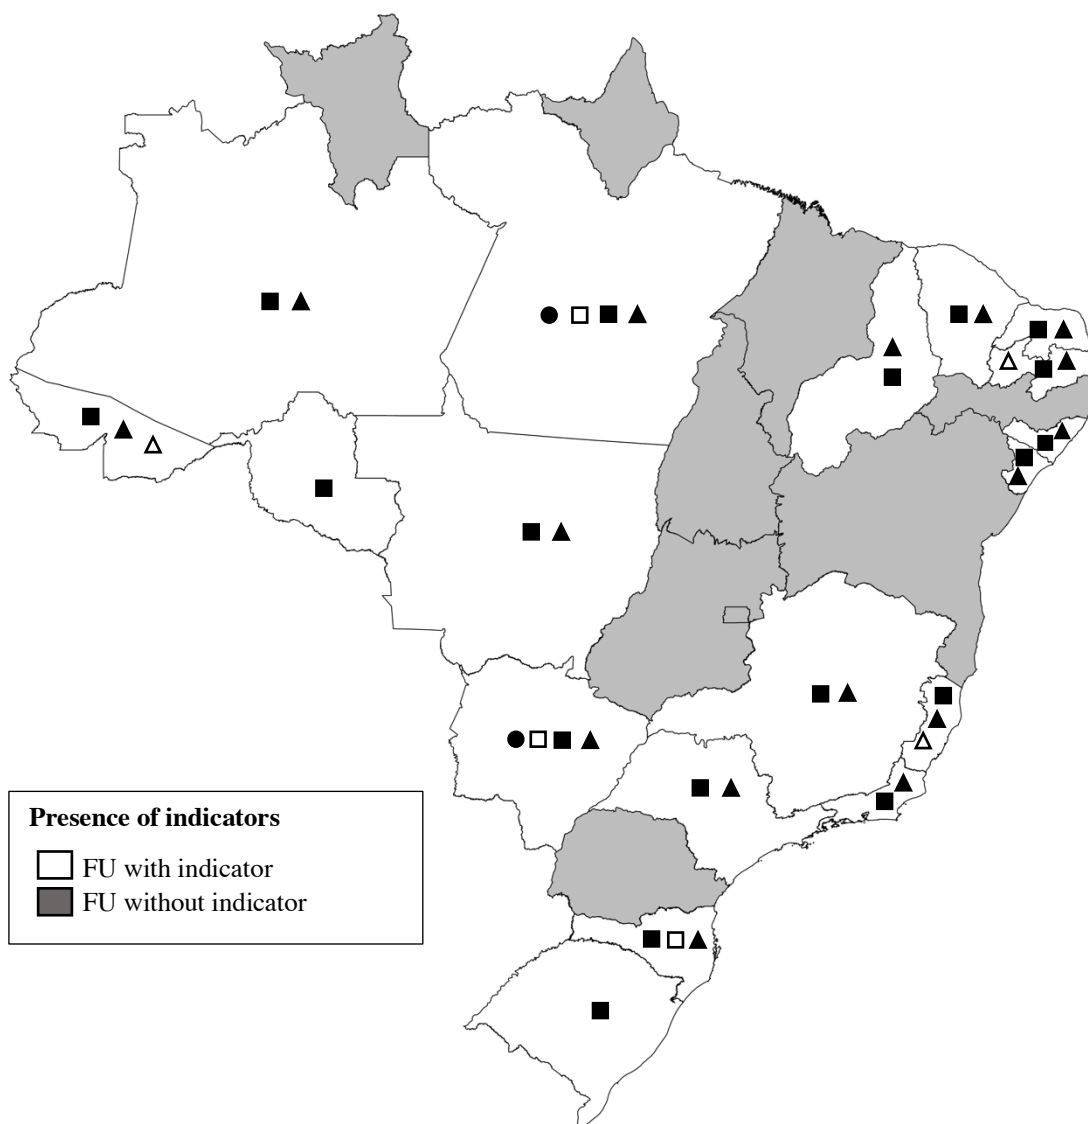 Presence of indicators
FU with indicator
FU without indicator